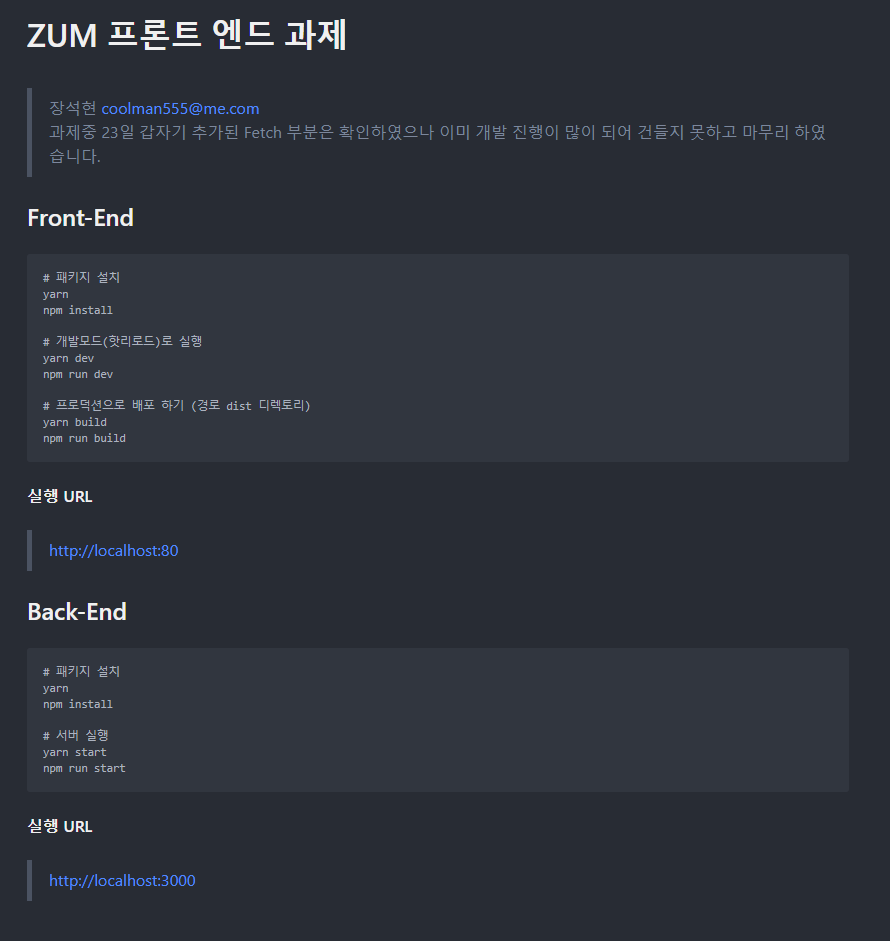 ZUM 프론트 엔드 과제
장석현 coolman555@me.com
과제중 23일 갑자기 추가된 Fetch 부분은 확인하였으나 이미 개발 진행이 많이 되어 건들지 못하고 마무리 하였
습니다.
Front-End
# 패키지 설치
yarn
npm install
# 개발모드(핫리로드)로 실행
yarn dev
npm run dev
# 프로덕션으로 배포 하기 (경로 dist 디렉토리)
yarn build
npm run build
실행 URL
http://localhost:80
Back-End
# 패키지 설치
yarn
npm install
# 서버 실행
yarn start
npm run start
실행 URL
http://localhost:3000